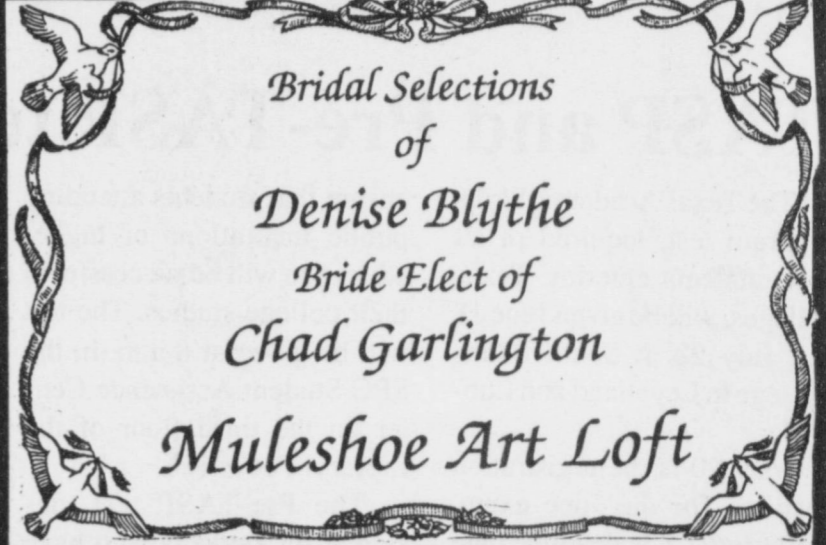 Bridal Selections
of
Denise Blythe
Bride Elect of
Chad Garlington
Muleshoe Art Loft